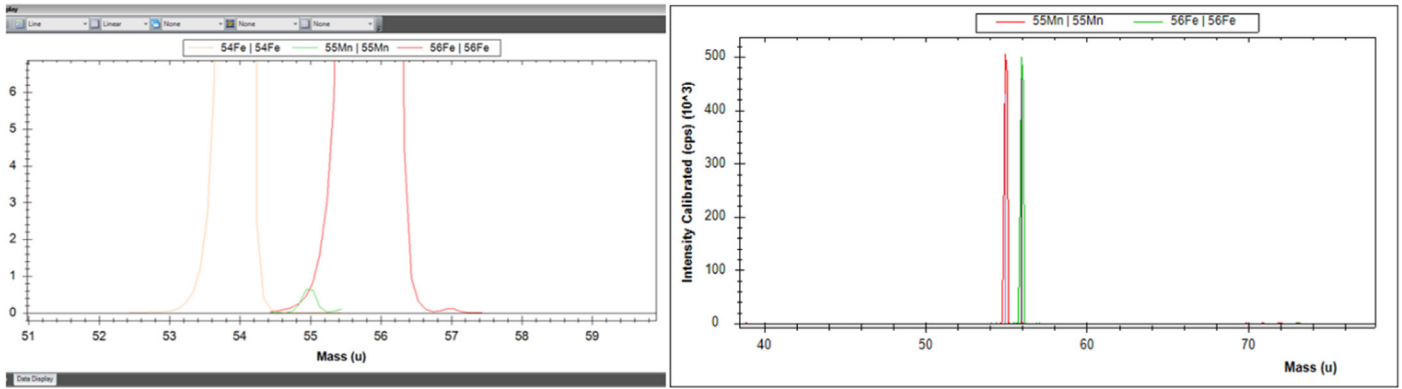 play
Line Linear None None None
54Fe | 54Fe 55Mn | 55Mn 56Fe | 56Fe
6
5
4
3
2
1
0
51 52 53 54 55 56 57 58 59
Mass (u)
Data Display
55Mn | 55Mn 56Fe | 56Fe
Intensity Calibrated (cps) (10^3)
500
400
300
200
100
0
40 50 60 70
Mass (u)